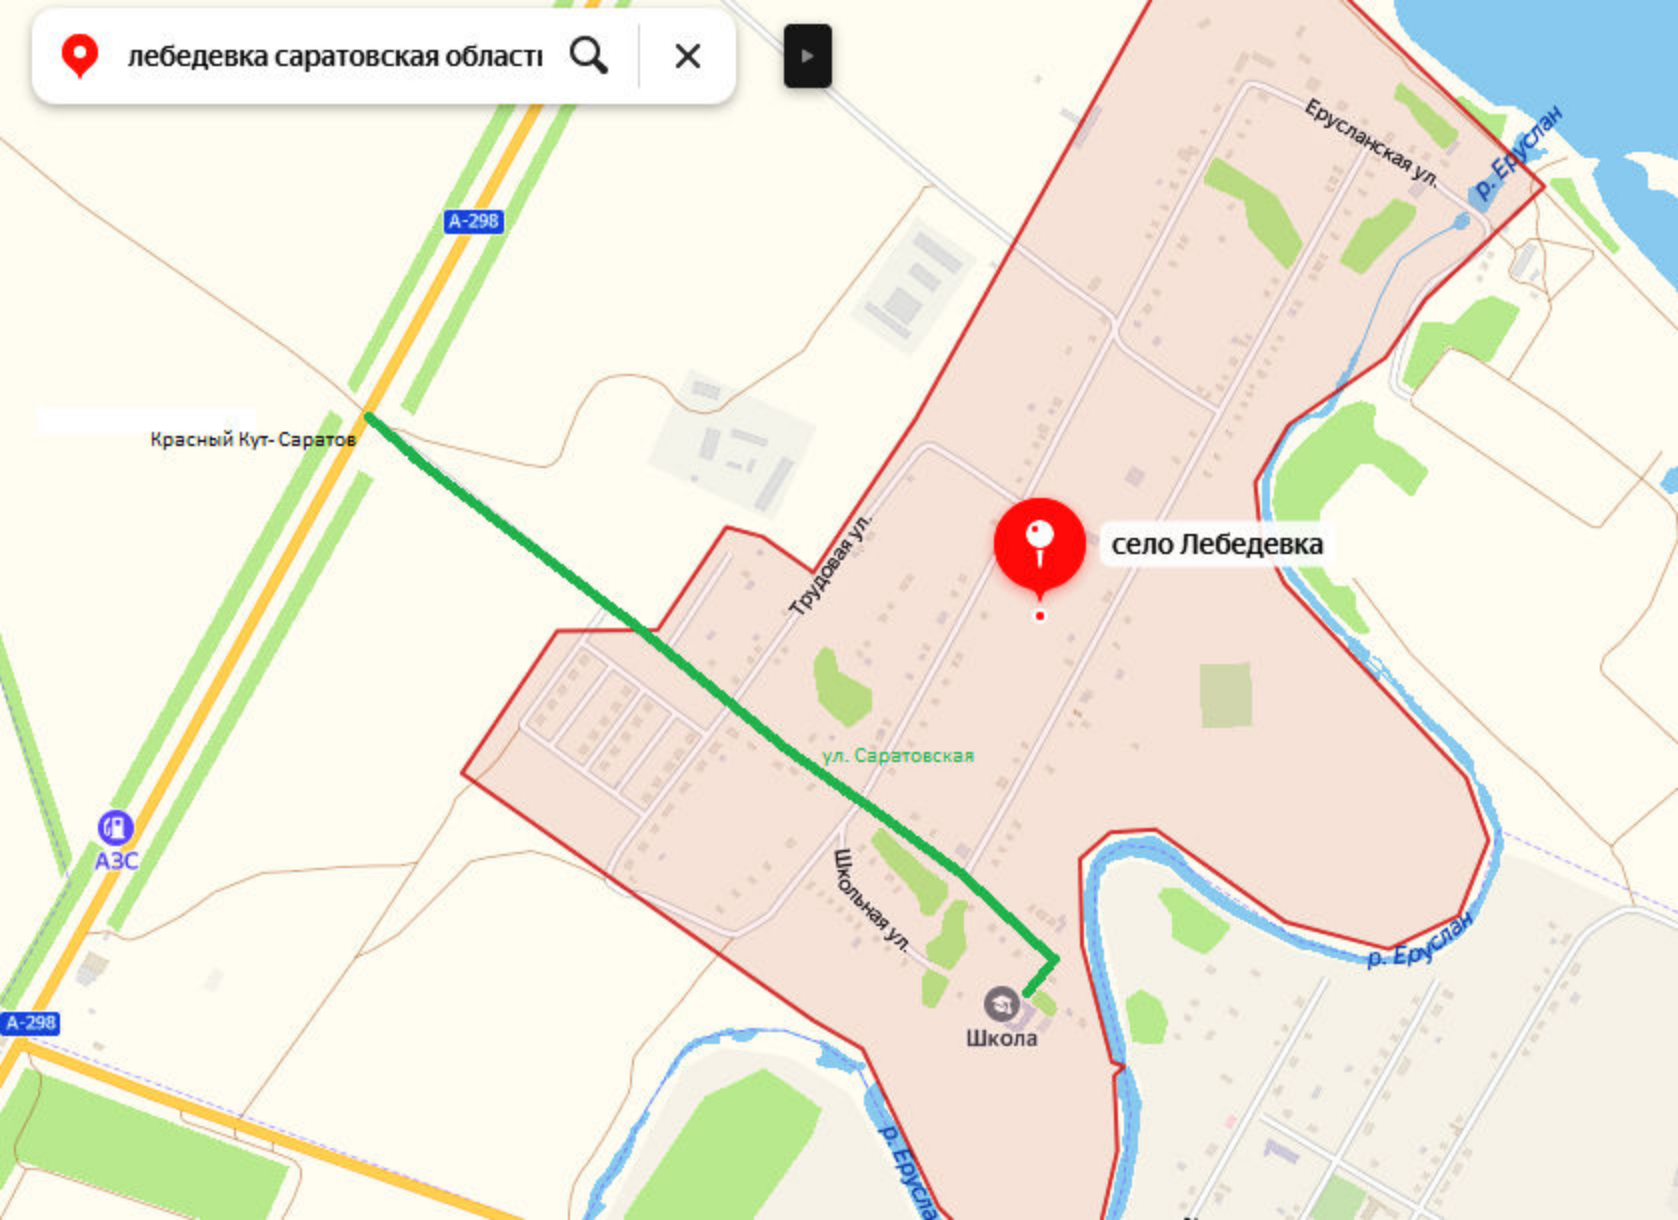 лебедевка саратовская област
А-298
Ерусланская ул.
р. Еруслан
Красный Кут- Саратов
Трудовая ул.
село Лебедевка
ул. Саратовская
АЗС
Школьная ул.
р. Еруслан
А-298
Школа
р. Еруслан